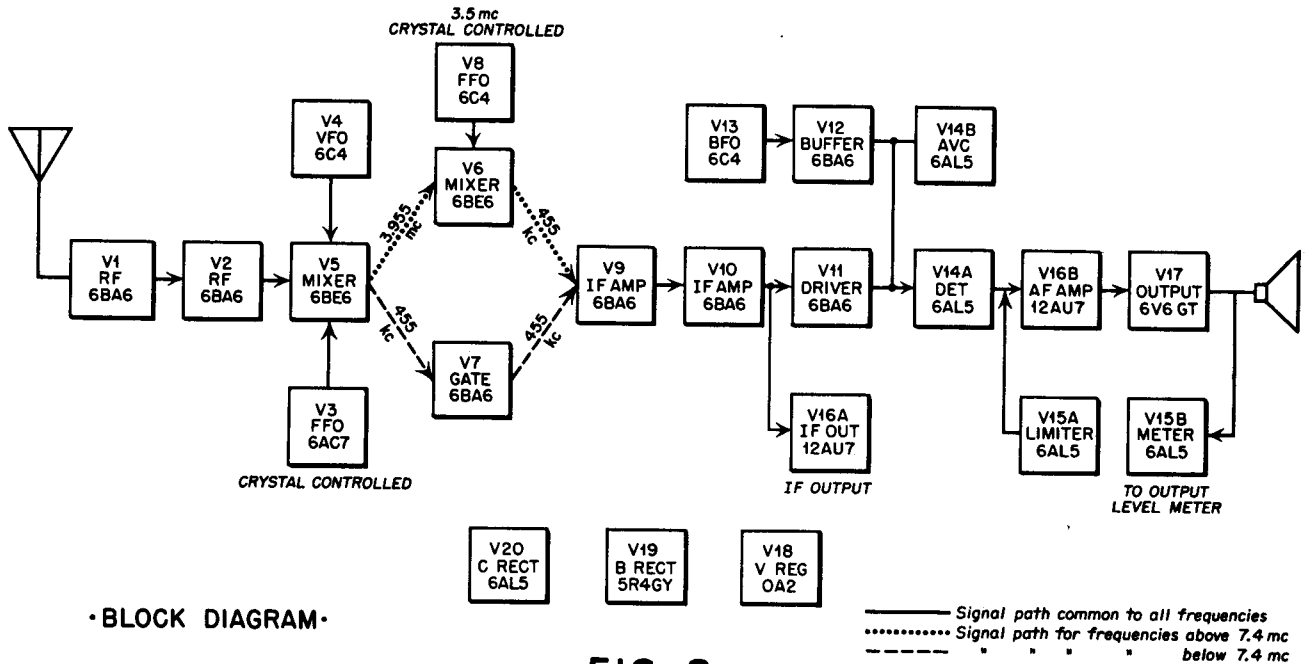 3.5 mc
CRYSTAL CONTROLLED
V8
FFO
6C4
V4
VFO
6C4
V6
MIXER
6BE6
V13
BFO
6C4
V12
BUFFER
6BA6
V14B
AVC
6AL5
3.955
mc
455
kc
V1
RF
6BA6
V2
RF
6BA6
V5
MIXER
6BE6
V9
IF AMP
6BA6
V10
IF AMP
6BA6
V11
DRIVER
6BA6
V14A
DET
6AL5
V16B
AF AMP
12AU7
V17
OUTPUT
6V6 GT
455
kc
455
kc
V7
GATE
6BA6
V3
FFO
6AC7
CRYSTAL CONTROLLED
V16A
IF OUT
12AU7
IF OUTPUT
V15A
LIMITER
6AL5
V15B
METER
6AL5
TO OUTPUT
LEVEL METER
V20
C RECT
6AL5
V19
B RECT
5R4GY
V18
V REG
OA2
·BLOCK DIAGRAM·
Signal path common to all frequencies
Signal path for frequencies above 7.4 mc
" " " " below 7.4 mc